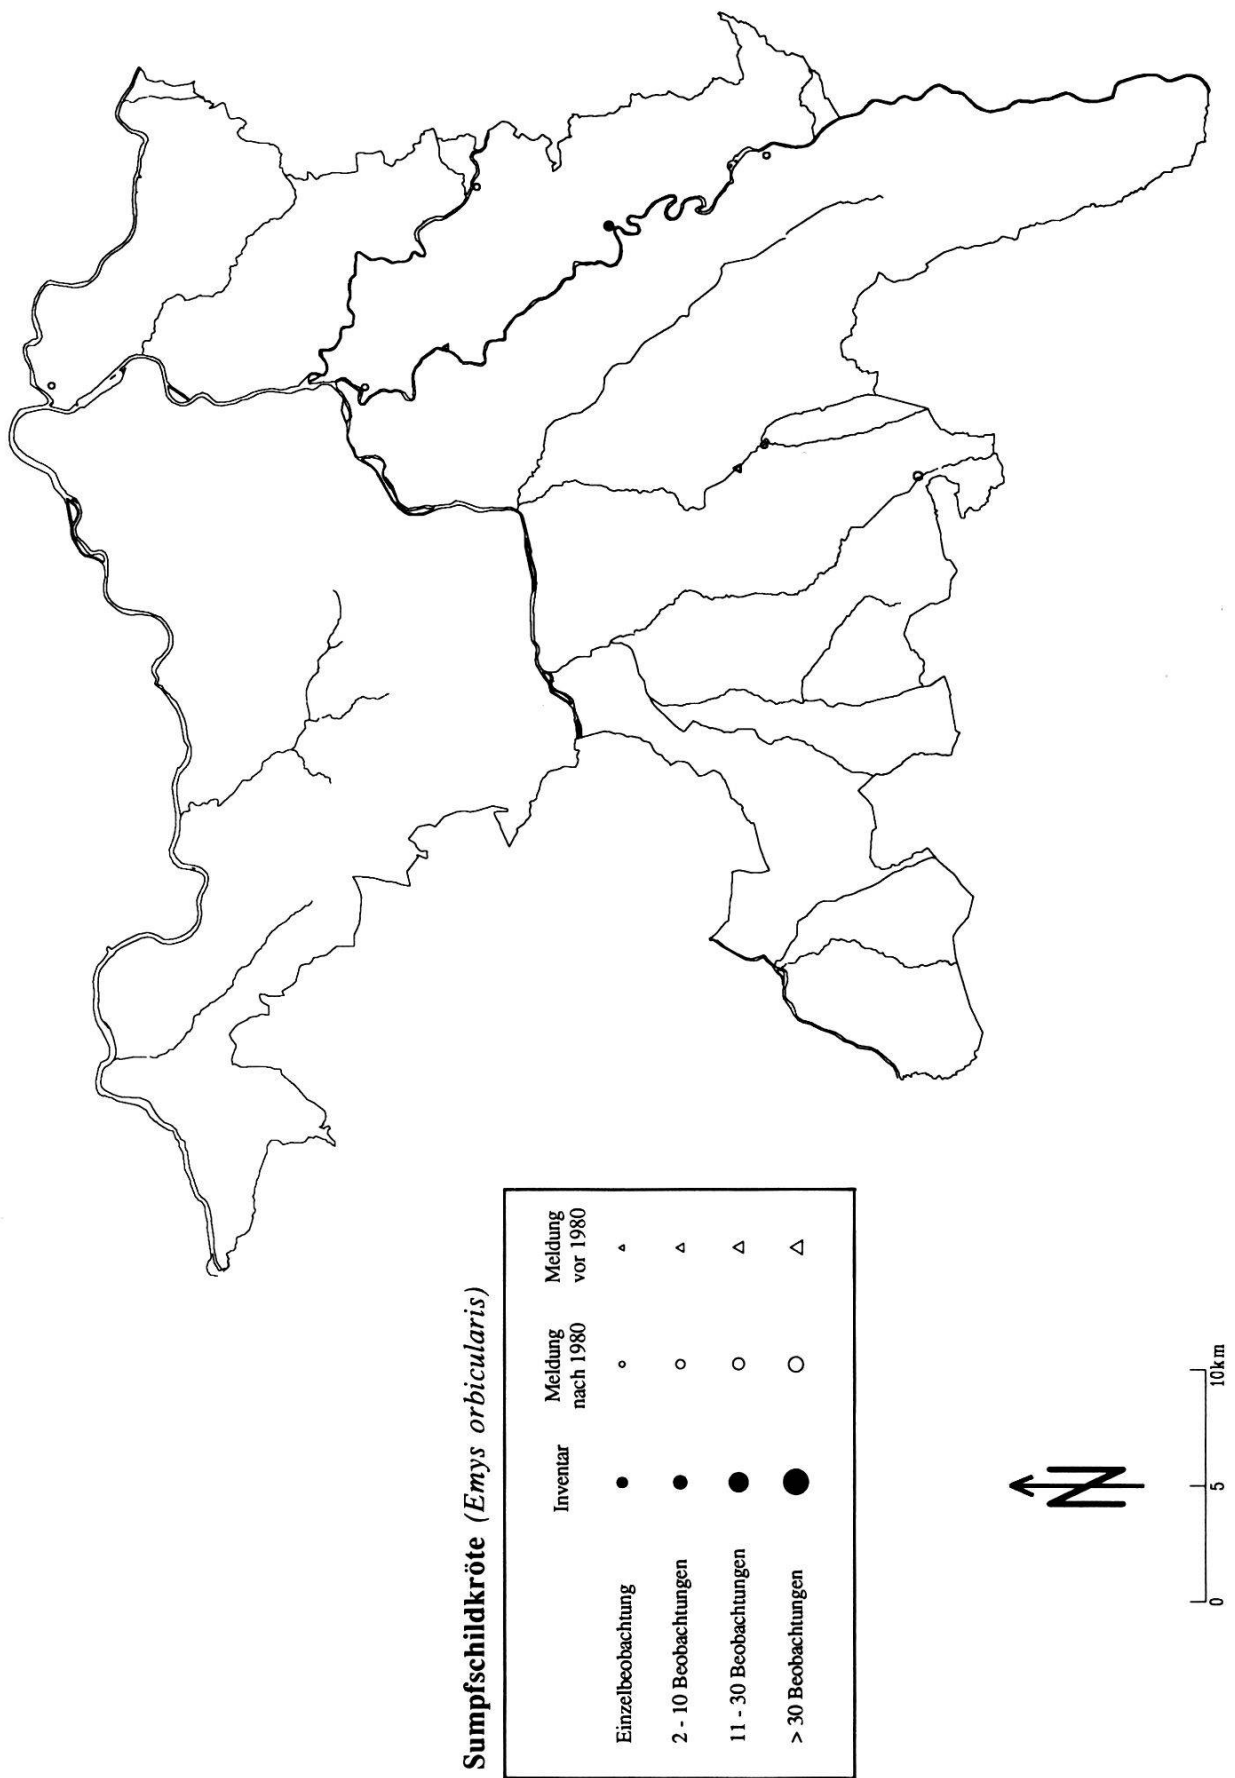 Sumpfschildkröte (Emys orbicularis)
Inventar
Meldung
nach 1980
Meldung
vor 1980
Einzelbeobachtung
2 - 10 Beobachtungen
11 - 30 Beobachtungen
> 30 Beobachtungen
N
0 5 10km